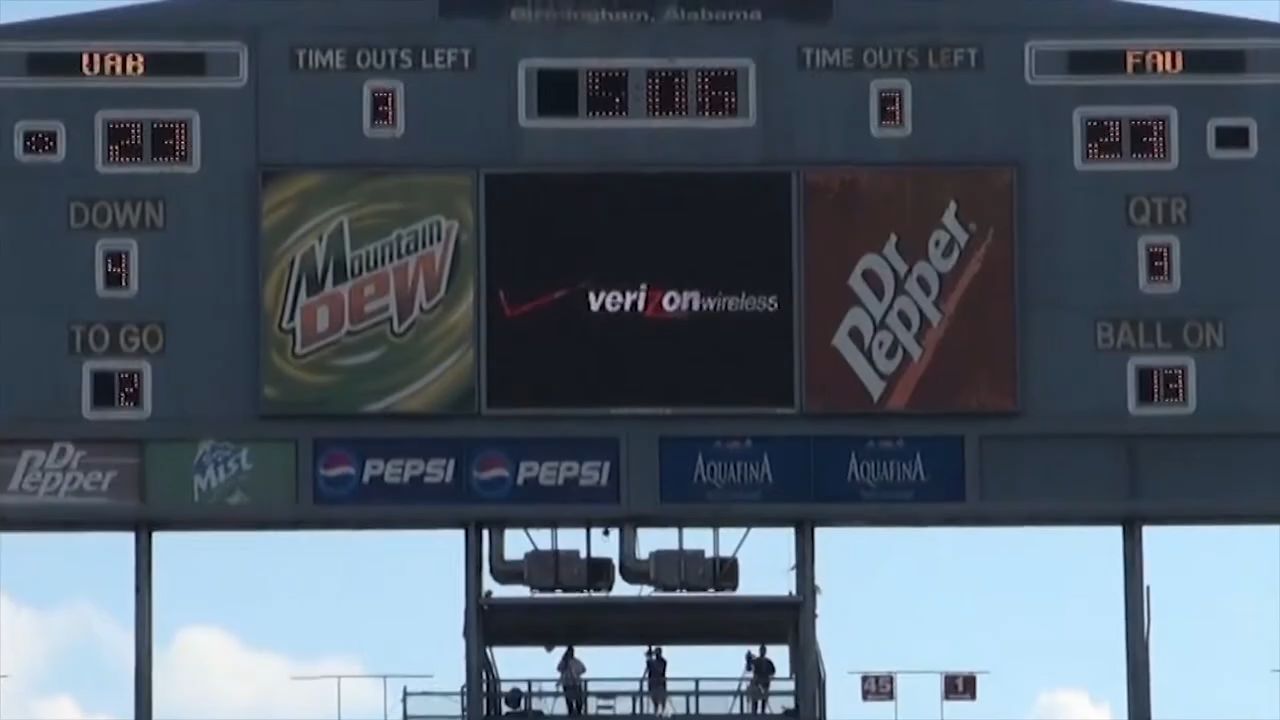 Birmingham, Alabama
UAB
TIME OUTS LEFT
3
5:06
TIME OUTS LEFT
3
FAU
23
23
DOWN
4
QTR
3
TO GO
2
BALL ON
13
Mountain
Dew
verizon wireless
Dr
Pepper
Dr
Pepper
Mist
PEPSI
PEPSI
AQUAFINA
AQUAFINA
45
1